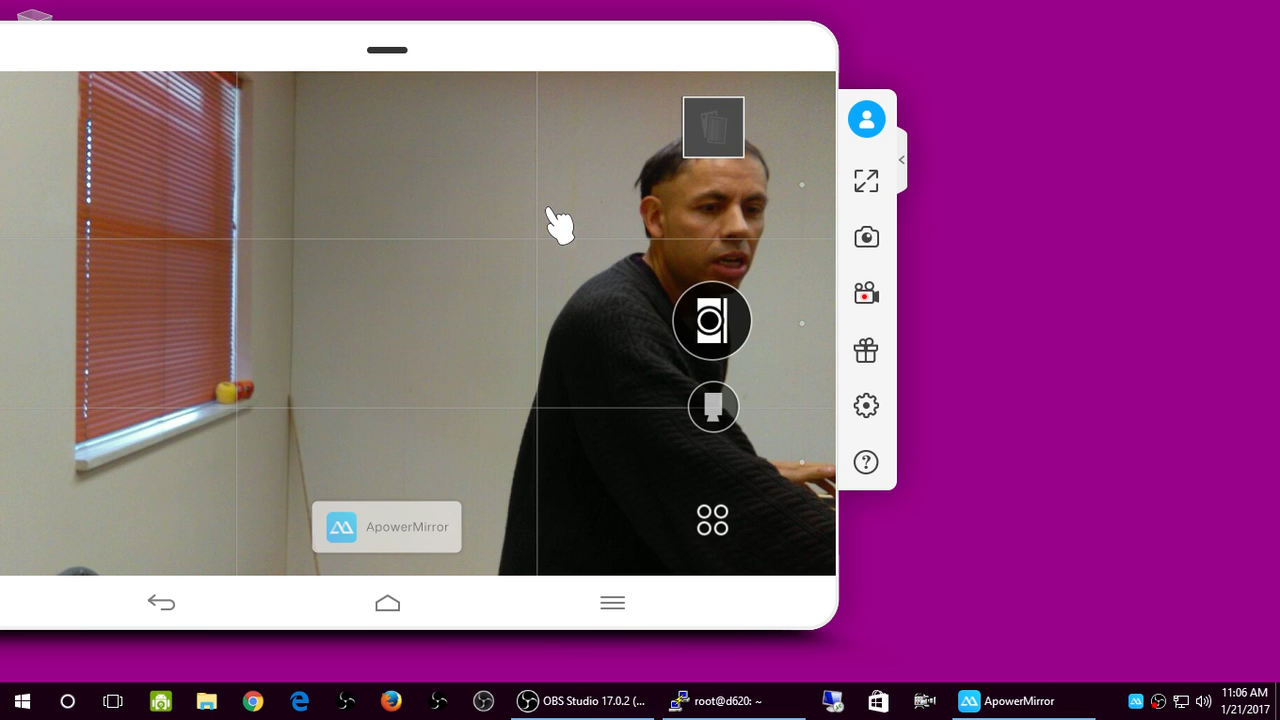 ApowerMirror
OBS Studio 17.0.2 (...
root@d620: ~
ApowerMirror
11:06 AM
1/21/2017